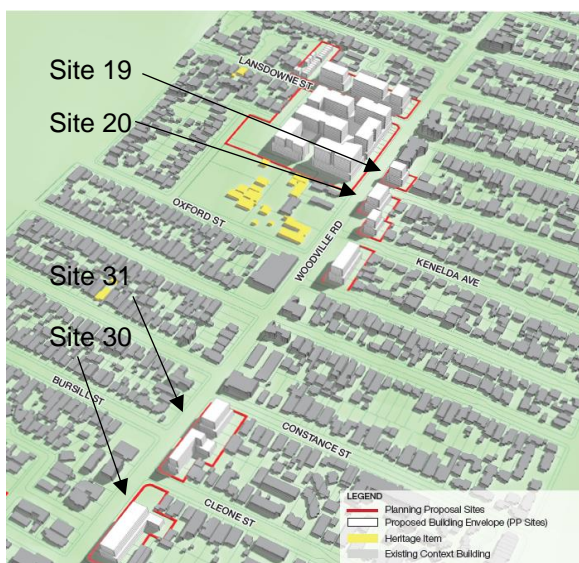 LANSDOWNE ST
Site 19
Site 20
OXFORD ST
WOODVILLE RD
KENELDA AVE
Site 31
Site 30
BURSILL ST
CONSTANCE ST
CLEONE ST
LEGEND
Planning Proposal Sites
Proposed Building Envelope (PP Sites)
Heritage Item
Existing Context Building